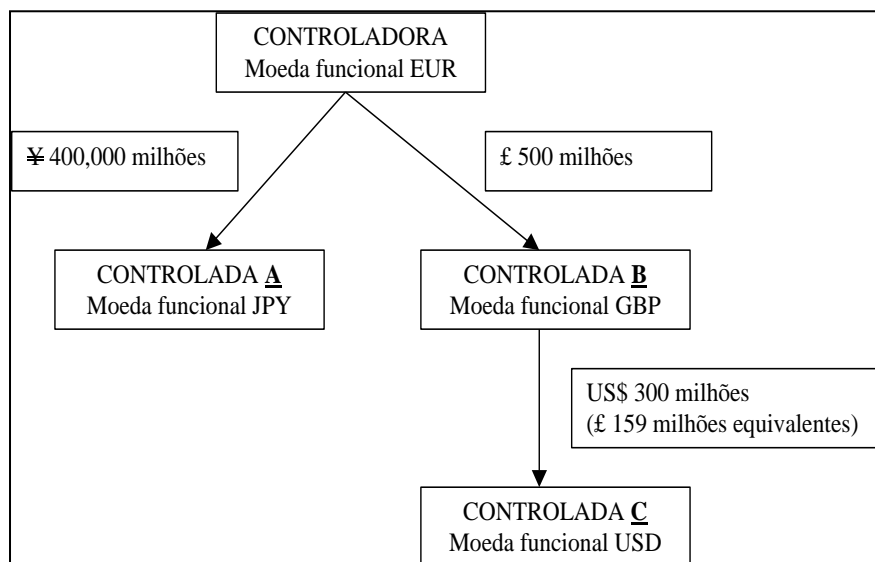 CONTROLADORA
Moeda funcional EUR
¥ 400,000 milhões
£ 500 milhões
CONTROLADA A
Moeda funcional JPY
CONTROLADA B
Moeda funcional GBP
US$ 300 milhões
(£ 159 milhões equivalentes)
CONTROLADA C
Moeda funcional USD